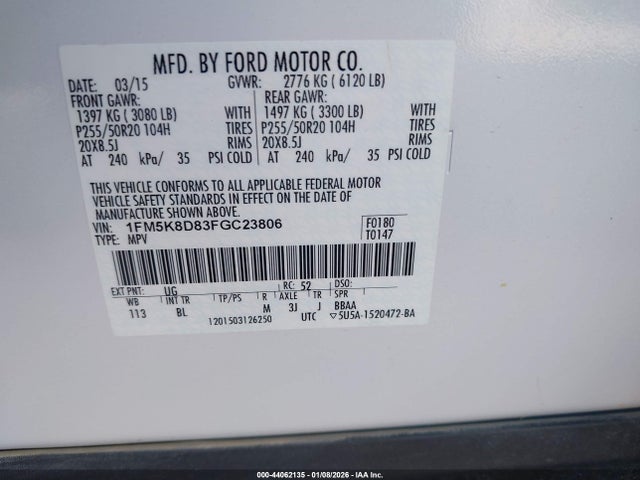 MFD. BY FORD MOTOR CO.
DATE: 03/15 GVWR: 2776 KG ( 6120 LB)
FRONT GAWR: REAR GAWR:
1397 KG ( 3080 LB) WITH 1497 KG ( 3300 LB) WITH
P255/50R20 104H TIRES P255/50R20 104H TIRES
20X8.5J RIMS 20X8.5J RIMS
AT 240 kPa/ 35 PSI COLD AT 240 kPa/ 35 PSI COLD
THIS VEHICLE CONFORMS TO ALL APPLICABLE FEDERAL MOTOR
VEHICLE SAFETY STANDARDS IN EFFECT ON THE DATE OF
MANUFACTURE SHOWN ABOVE.
VIN: 1FM5K8D83FGC23806 F0180
TYPE: MPV T0147
EXT PNT: UG RC: 52 DSO:
WB INT TR TP/PS R AXLE TR SPR
113 BL M 3J J BBAA
1201503126250 UTC ▽5U5A-1520472-BA
000-44062135 - 01/08/2026 - IAA Inc.